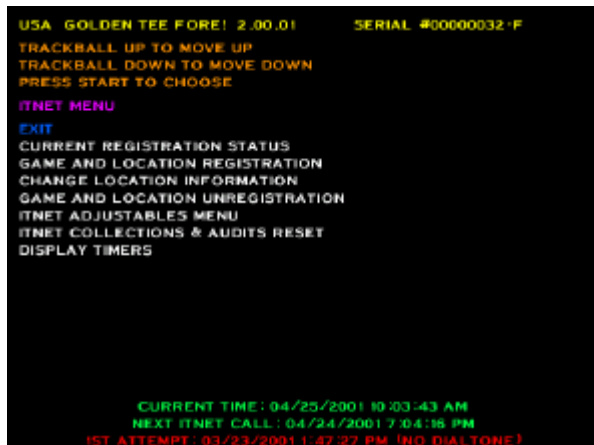 USA GOLDEN TEE FORE! 2.00.01 SERIAL #00000032-F
TRACKBALL UP TO MOVE UP
TRACKBALL DOWN TO MOVE DOWN
PRESS START TO CHOOSE
ITNET MENU
EXIT
CURRENT REGISTRATION STATUS
GAME AND LOCATION REGISTRATION
CHANGE LOCATION INFORMATION
GAME AND LOCATION UNREGISTRATION
ITNET ADJUSTABLES MENU
ITNET COLLECTIONS & AUDITS RESET
DISPLAY TIMERS
CURRENT TIME: 04/25/2001 10:03:43 AM
NEXT ITNET CALL: 04/24/2001 7:04:16 PM
1ST ATTEMPT: 03/23/2001 1:47:27 PM (NO DIALTONE)